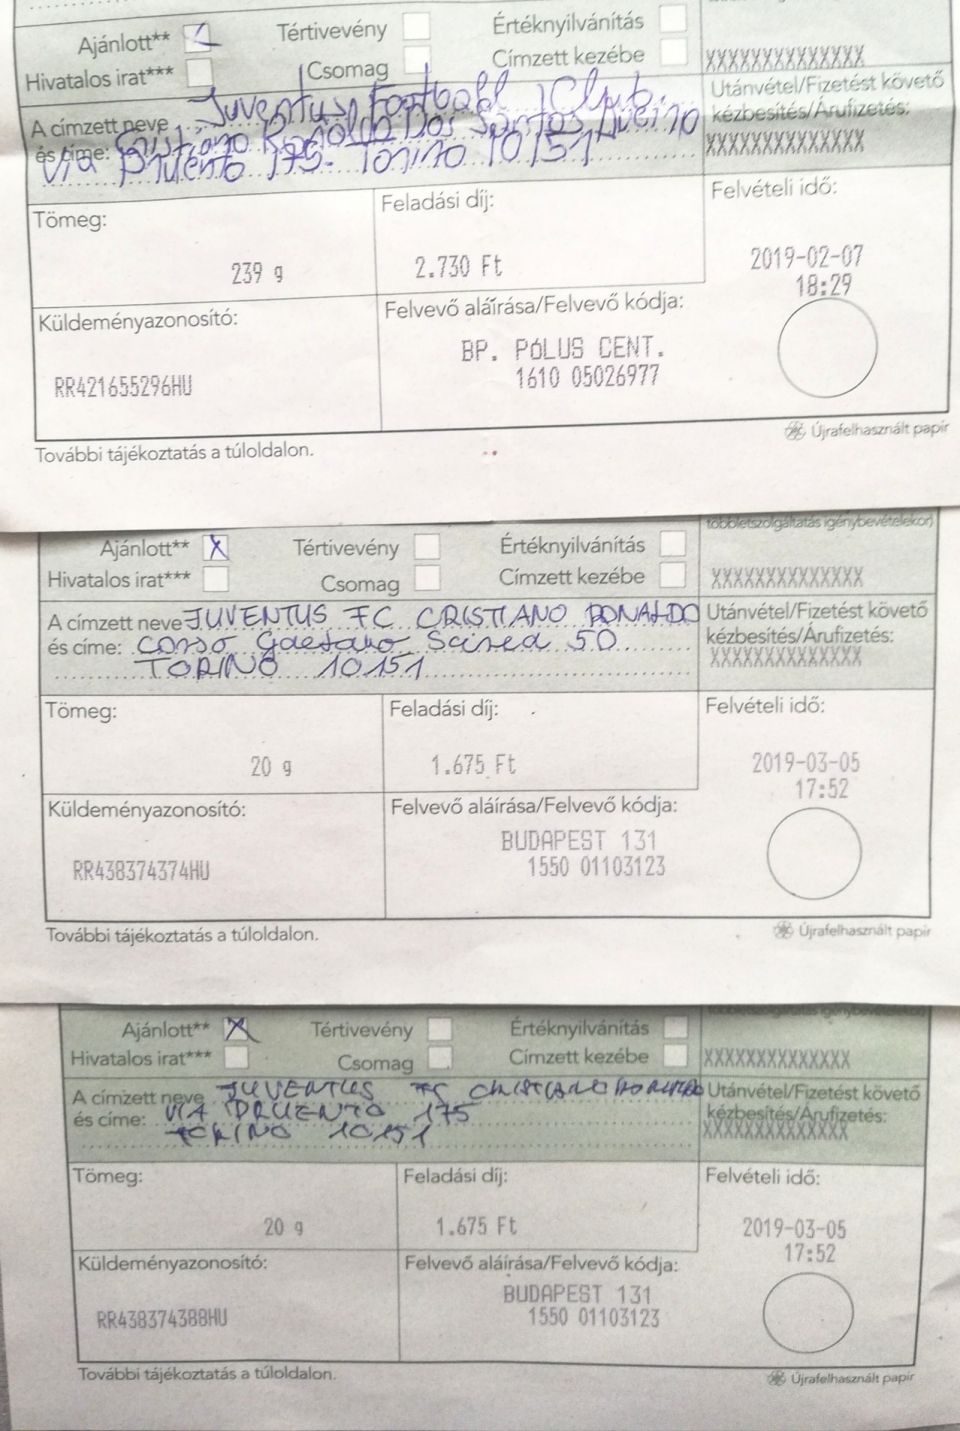 Ajánlott** X Tértivevény Értéknyilvánítás
Hivatalos irat*** Csomag Címzett kezébe XXXXXXXXXXXXXX
A címzett neve Juventus Football Club Utánvétel/Fizetést követő
és címe: Cristiano Ronaldo Dos Santos Aveiro kézbesítés/Árufizetés:
Via Druento 175. Torino 10151 XXXXXXXXXXXXXX
Tömeg: Feladási díj: Felvételi idő:
239 g 2.730 Ft 2019-02-07
18:29
Küldeményazonosító: Felvevő aláírása/Felvevő kódja:
BP. PÓLUS CENT.
RR421655296HU 1610 05026977
További tájékoztatás a túloldalon. Újrafelhasznált papír
többletszolgáltatás igénybevételekor)
Ajánlott** X Tértivevény Értéknyilvánítás
Hivatalos irat*** Csomag Címzett kezébe XXXXXXXXXXXXXX
A címzett neve JUVENTUS FC CRISTIANO RONALDO Utánvétel/Fizetést követő
és címe: corso Gaetano Scirea 50 kézbesítés/Árufizetés:
TORINO 10151 XXXXXXXXXXXXXX
Tömeg: Feladási díj: Felvételi idő:
20 g 1.675 Ft 2019-03-05
17:52
Küldeményazonosító: Felvevő aláírása/Felvevő kódja:
BUDAPEST 131
RR438374374HU 1550 01103123
További tájékoztatás a túloldalon. Újrafelhasznált papír
többletszolgáltatás igénybevételekor)
Ajánlott** X Tértivevény Értéknyilvánítás
Hivatalos irat*** Csomag Címzett kezébe XXXXXXXXXXXXXX
A címzett neve JUVENTUS FC CRISTIANO RONALDO Utánvétel/Fizetést követő
és címe: VIA DRUENTO 175 kézbesítés/Árufizetés:
TORINO 10151 XXXXXXXXXXXXXX
Tömeg: Feladási díj: Felvételi idő:
20 g 1.675 Ft 2019-03-05
17:52
Küldeményazonosító: Felvevő aláírása/Felvevő kódja:
BUDAPEST 131
RR438374388HU 1550 01103123
További tájékoztatás a túloldalon. Újrafelhasznált papír